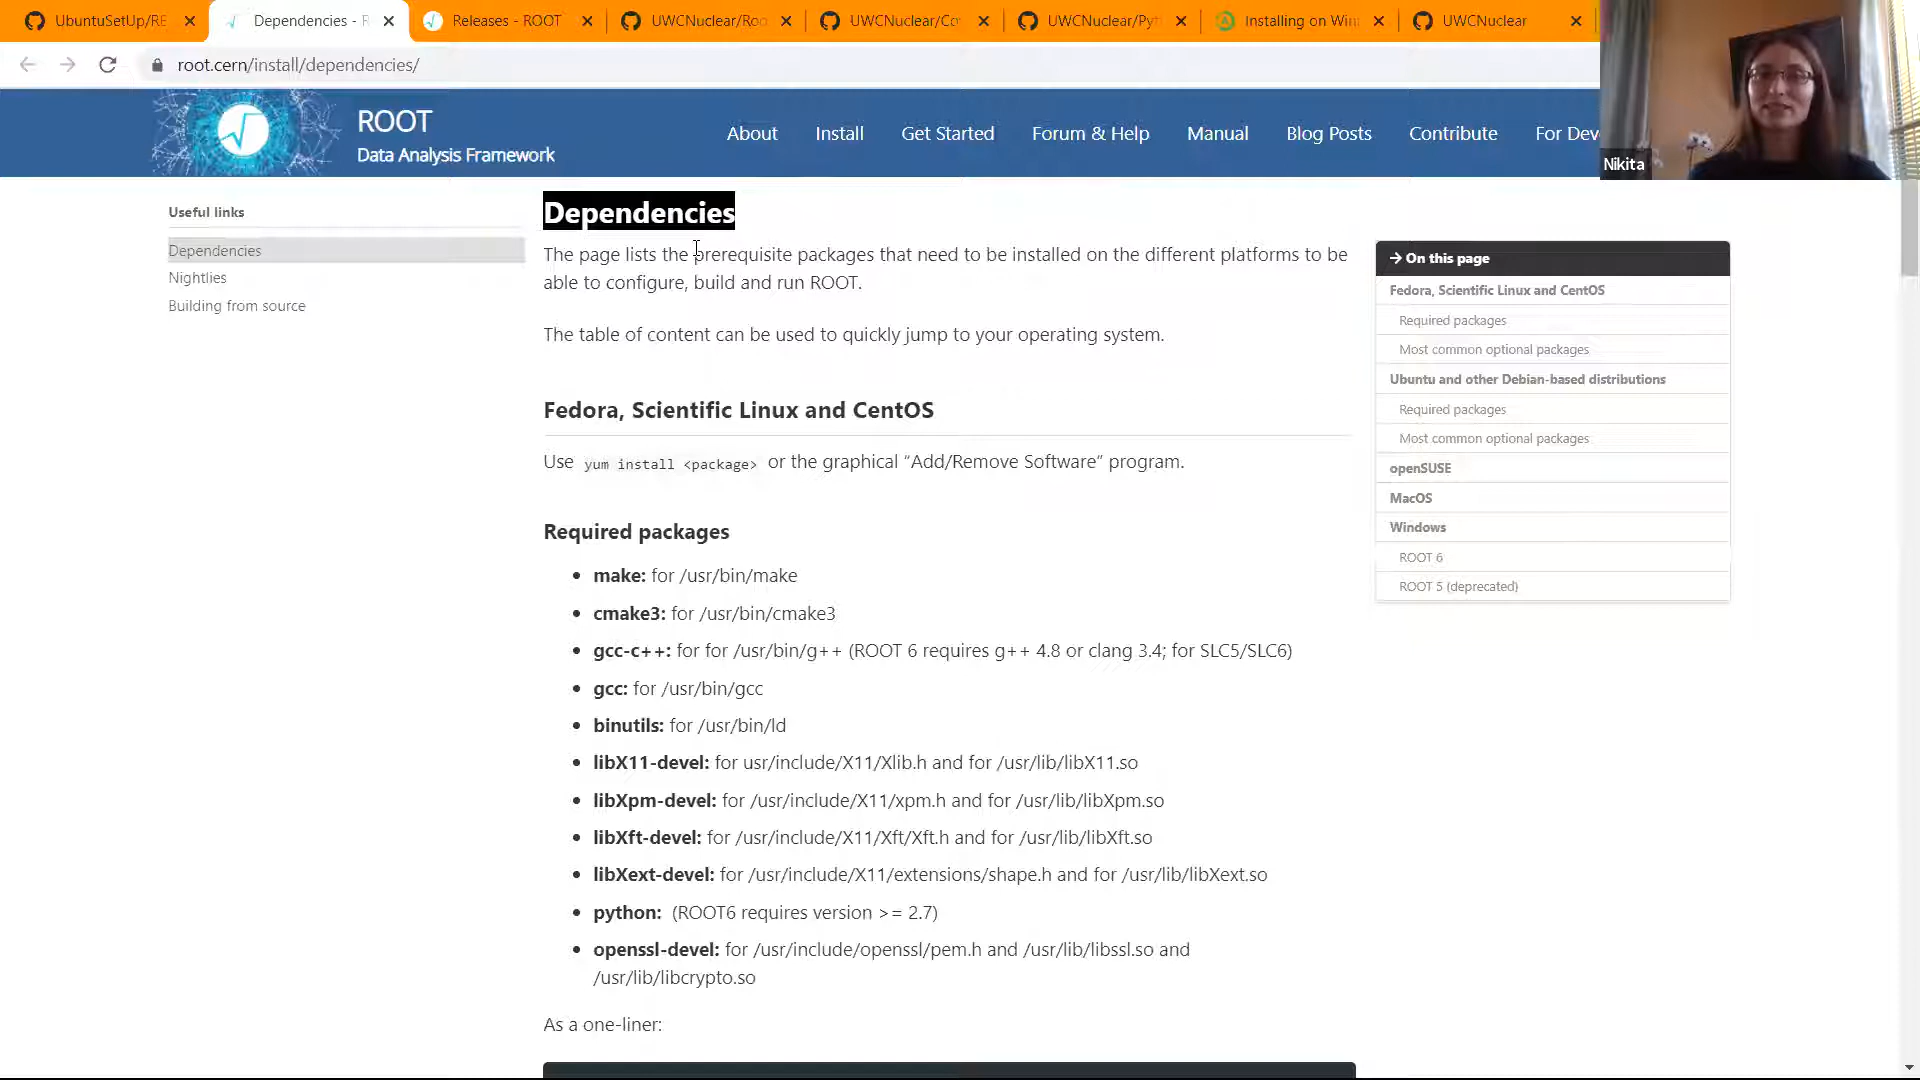 UbuntuSetUp/RE
Dependencies - R
Releases - ROOT
UWCNuclear/Roo
UWCNuclear/Co
UWCNuclear/Pyt
Installing on Win
UWCNuclear
root.cern/install/dependencies/
ROOT
Data Analysis Framework
About
Install
Get Started
Forum & Help
Manual
Blog Posts
Contribute
For Dev
Nikita
Useful links
Dependencies
Nightlies
Building from source
Dependencies
The page lists the prerequisite packages that need to be installed on the different platforms to be
able to configure, build and run ROOT.
The table of content can be used to quickly jump to your operating system.
Fedora, Scientific Linux and CentOS
Use yum install <package> or the graphical “Add/Remove Software” program.
Required packages
• make: for /usr/bin/make
• cmake3: for /usr/bin/cmake3
• gcc-c++: for for /usr/bin/g++ (ROOT 6 requires g++ 4.8 or clang 3.4; for SLC5/SLC6)
• gcc: for /usr/bin/gcc
• binutils: for /usr/bin/ld
• libX11-devel: for usr/include/X11/Xlib.h and for /usr/lib/libX11.so
• libXpm-devel: for /usr/include/X11/xpm.h and for /usr/lib/libXpm.so
• libXft-devel: for /usr/include/X11/Xft/Xft.h and for /usr/lib/libXft.so
• libXext-devel: for /usr/include/X11/extensions/shape.h and for /usr/lib/libXext.so
• python: (ROOT6 requires version >= 2.7)
• openssl-devel: for /usr/include/openssl/pem.h and /usr/lib/libssl.so and
/usr/lib/libcrypto.so
As a one-liner:
→ On this page
Fedora, Scientific Linux and CentOS
Required packages
Most common optional packages
Ubuntu and other Debian-based distributions
Required packages
Most common optional packages
openSUSE
MacOS
Windows
ROOT 6
ROOT 5 (deprecated)